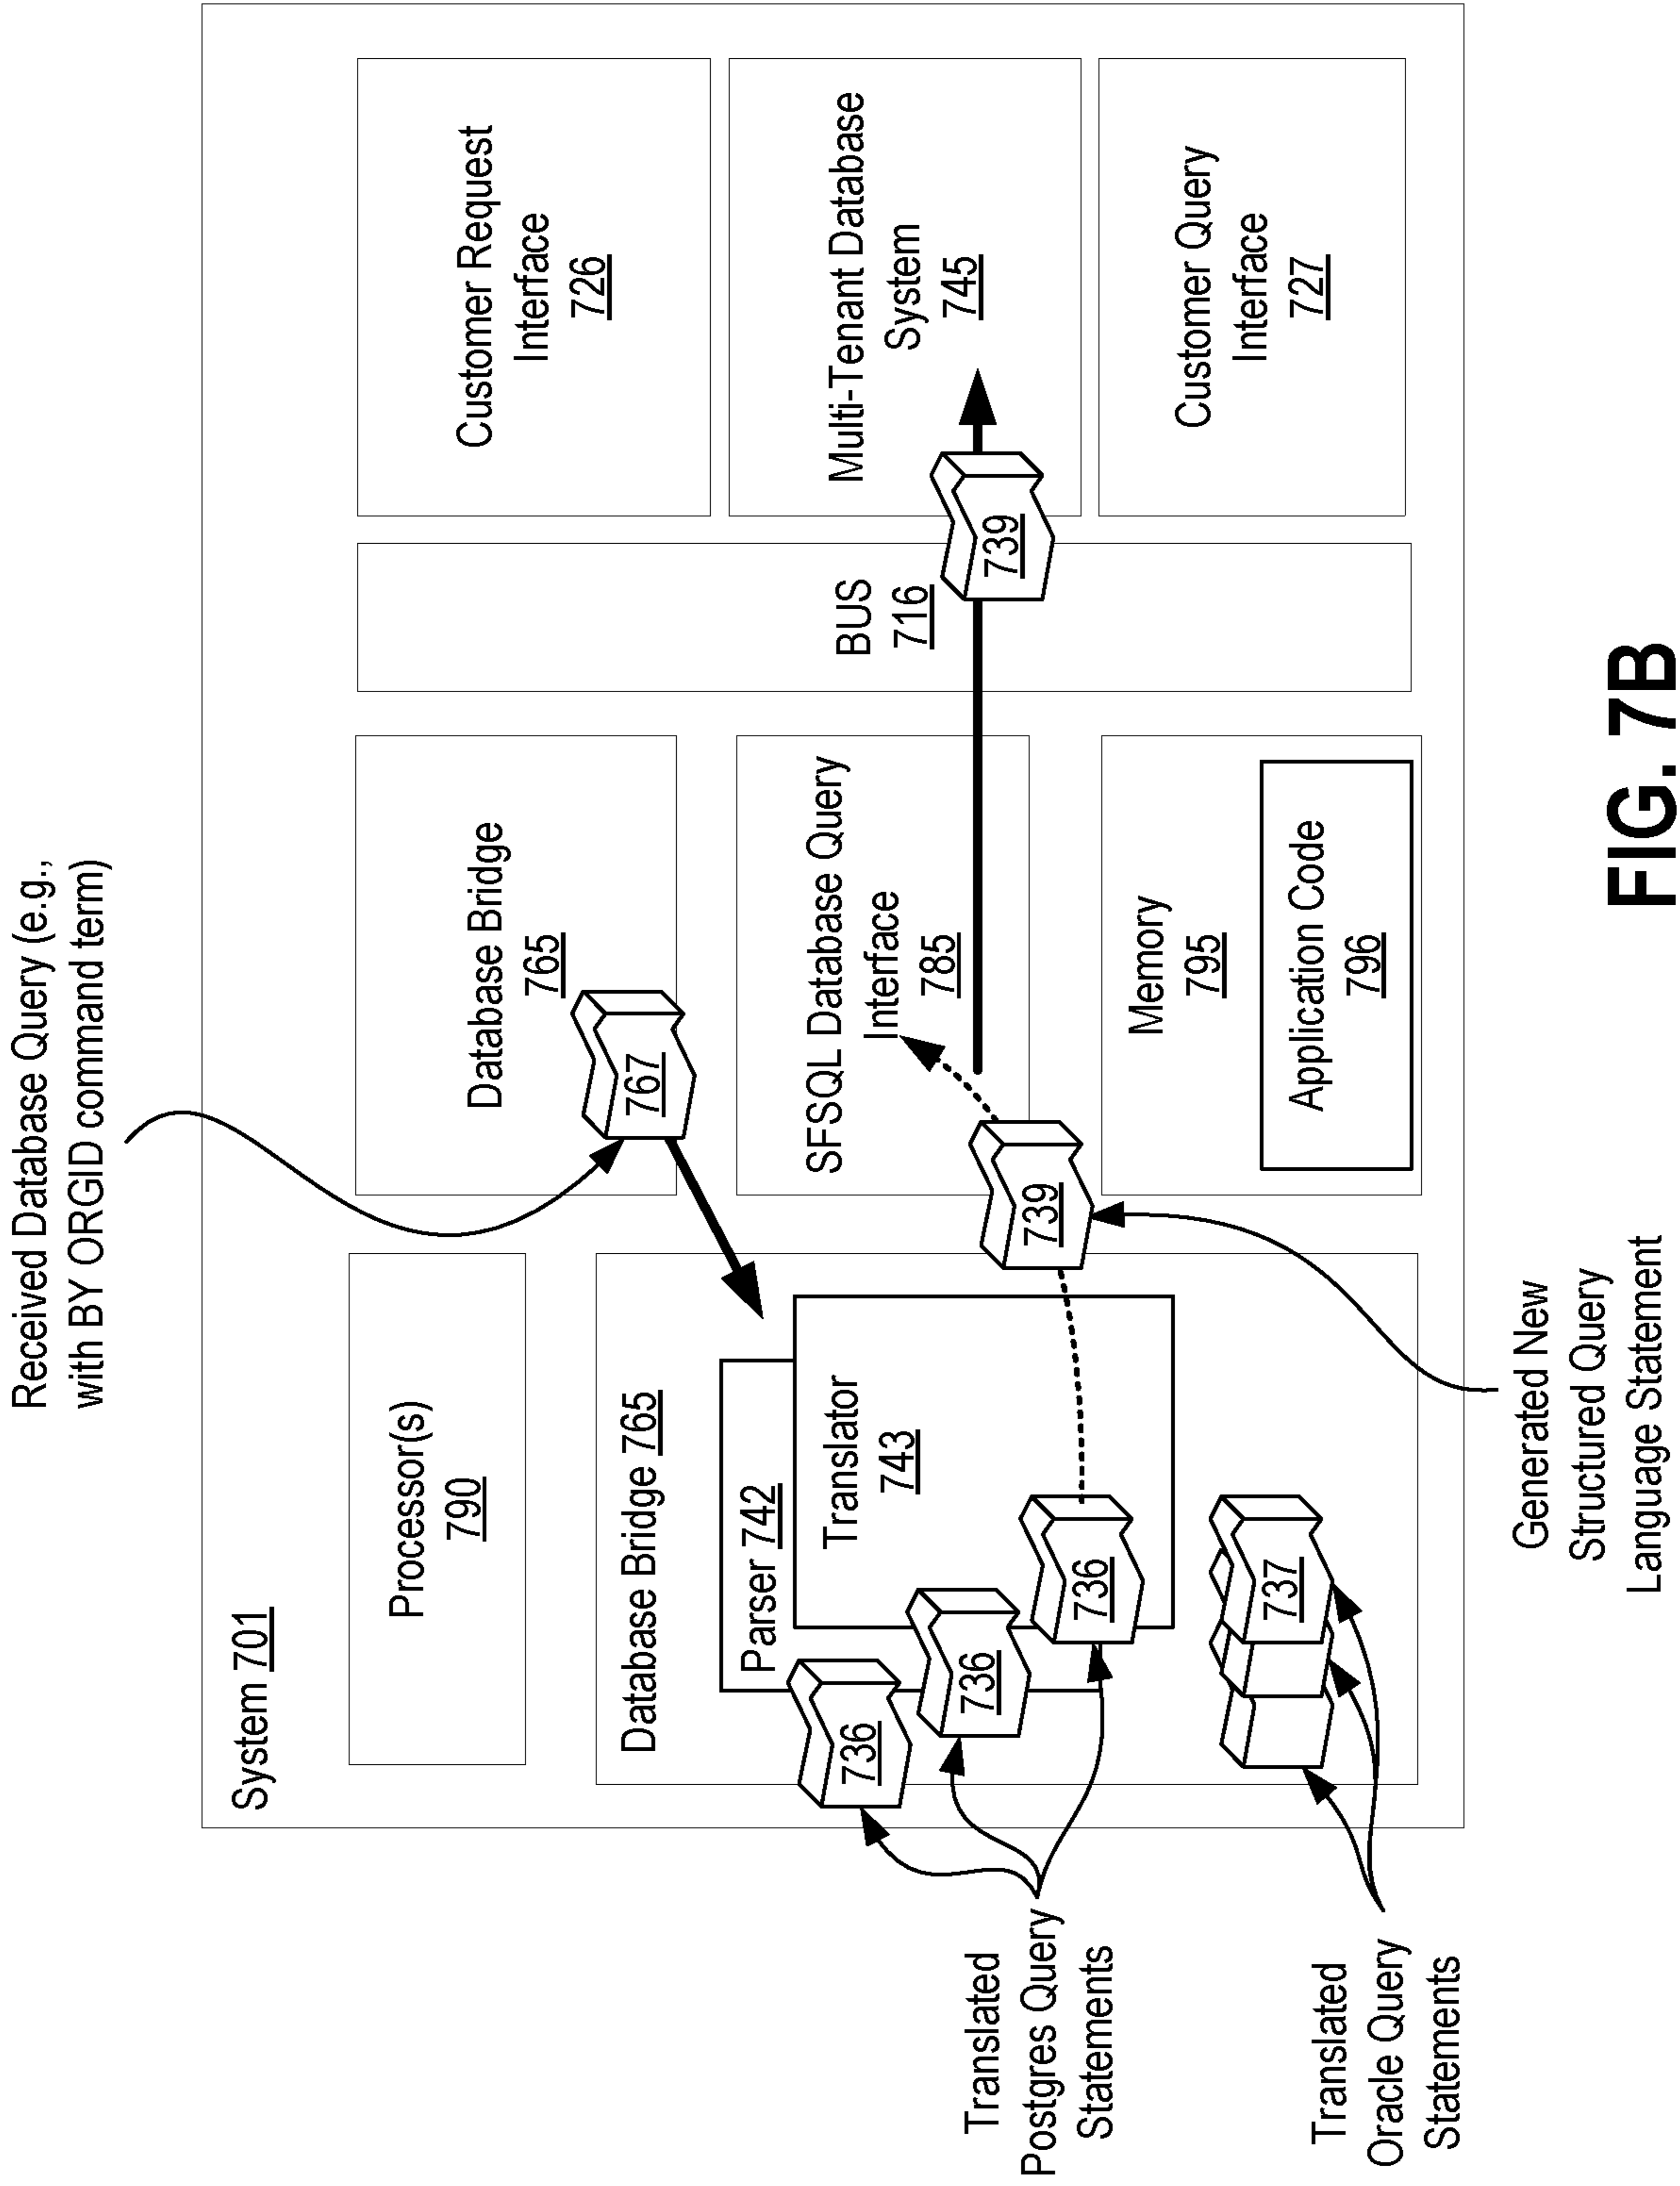 Received Database Query (e.g.,
with BY ORGID command term)
System 701
Processor(s)
790
Database Bridge
765
767
Customer Request
Interface
726
BUS
716
Database Bridge 765
Parser 742
Translator
743
736
736
736
737
739
SFSQL Database Query
Interface
785
739
Multi-Tenant Database
System
745
Memory
795
Application Code
796
Customer Query
Interface
727
Translated
Postgres Query
Statements
Translated
Oracle Query
Statements
Generated New
Structured Query
Language Statement
FIG. 7B